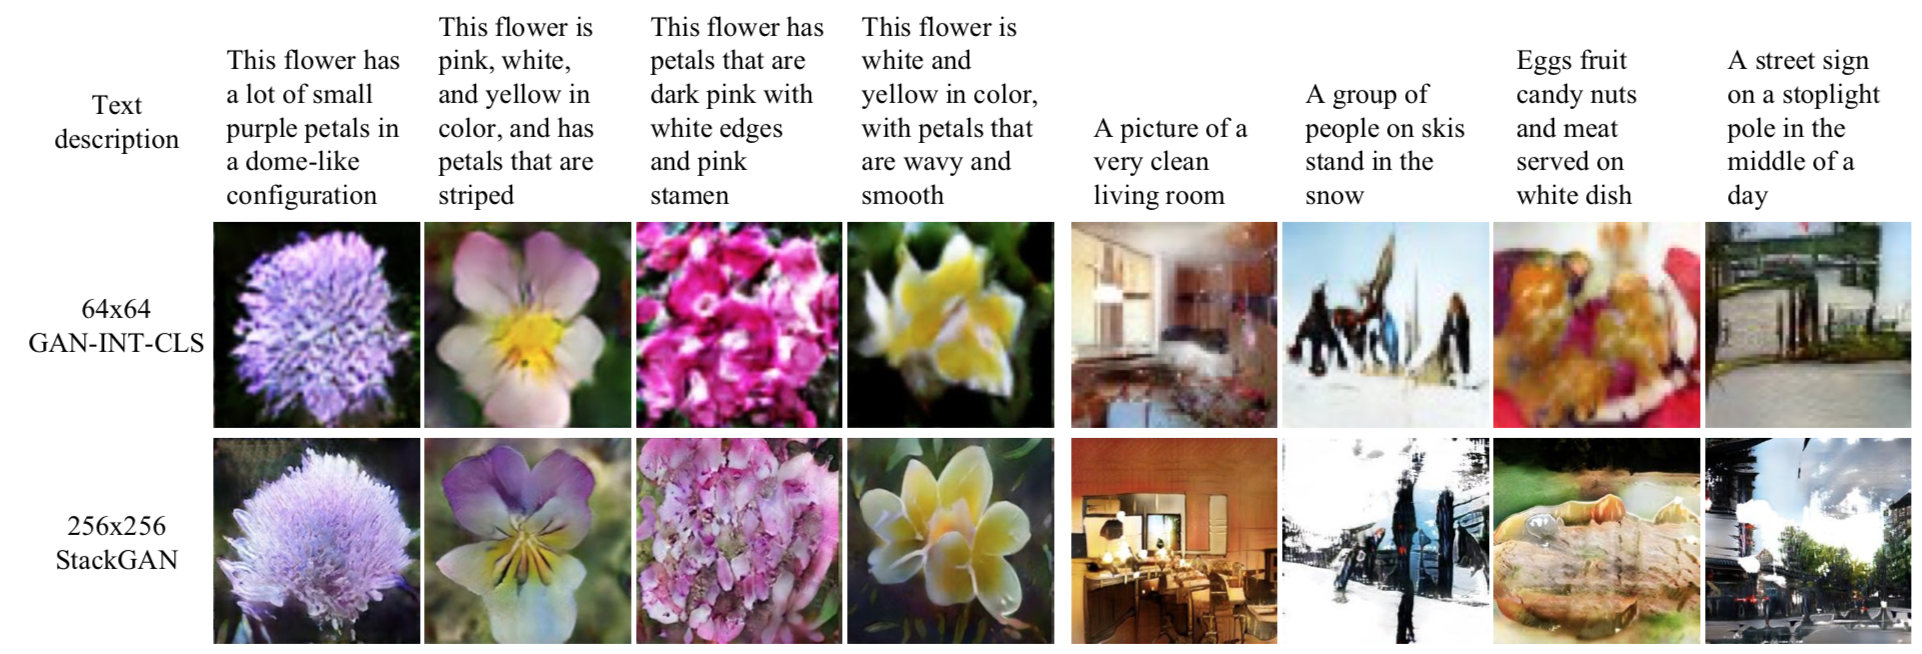 Text
description
This flower has
a lot of small
purple petals in
a dome-like
configuration
This flower is
pink, white,
and yellow in
color, and has
petals that are
striped
This flower has
petals that are
dark pink with
white edges
and pink
stamen
This flower is
white and
yellow in color,
with petals that
are wavy and
smooth
A picture of a
very clean
living room
A group of
people on skis
stand in the
snow
Eggs fruit
candy nuts
and meat
served on
white dish
A street sign
on a stoplight
pole in the
middle of a
day
64x64
GAN-INT-CLS
256x256
StackGAN